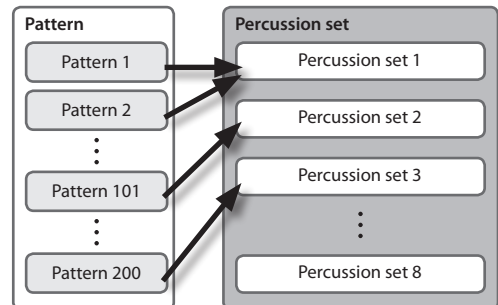 Pattern
Pattern 1
Pattern 2
Pattern 101
Pattern 200
Percussion set
Percussion set 1
Percussion set 2
Percussion set 3
Percussion set 8